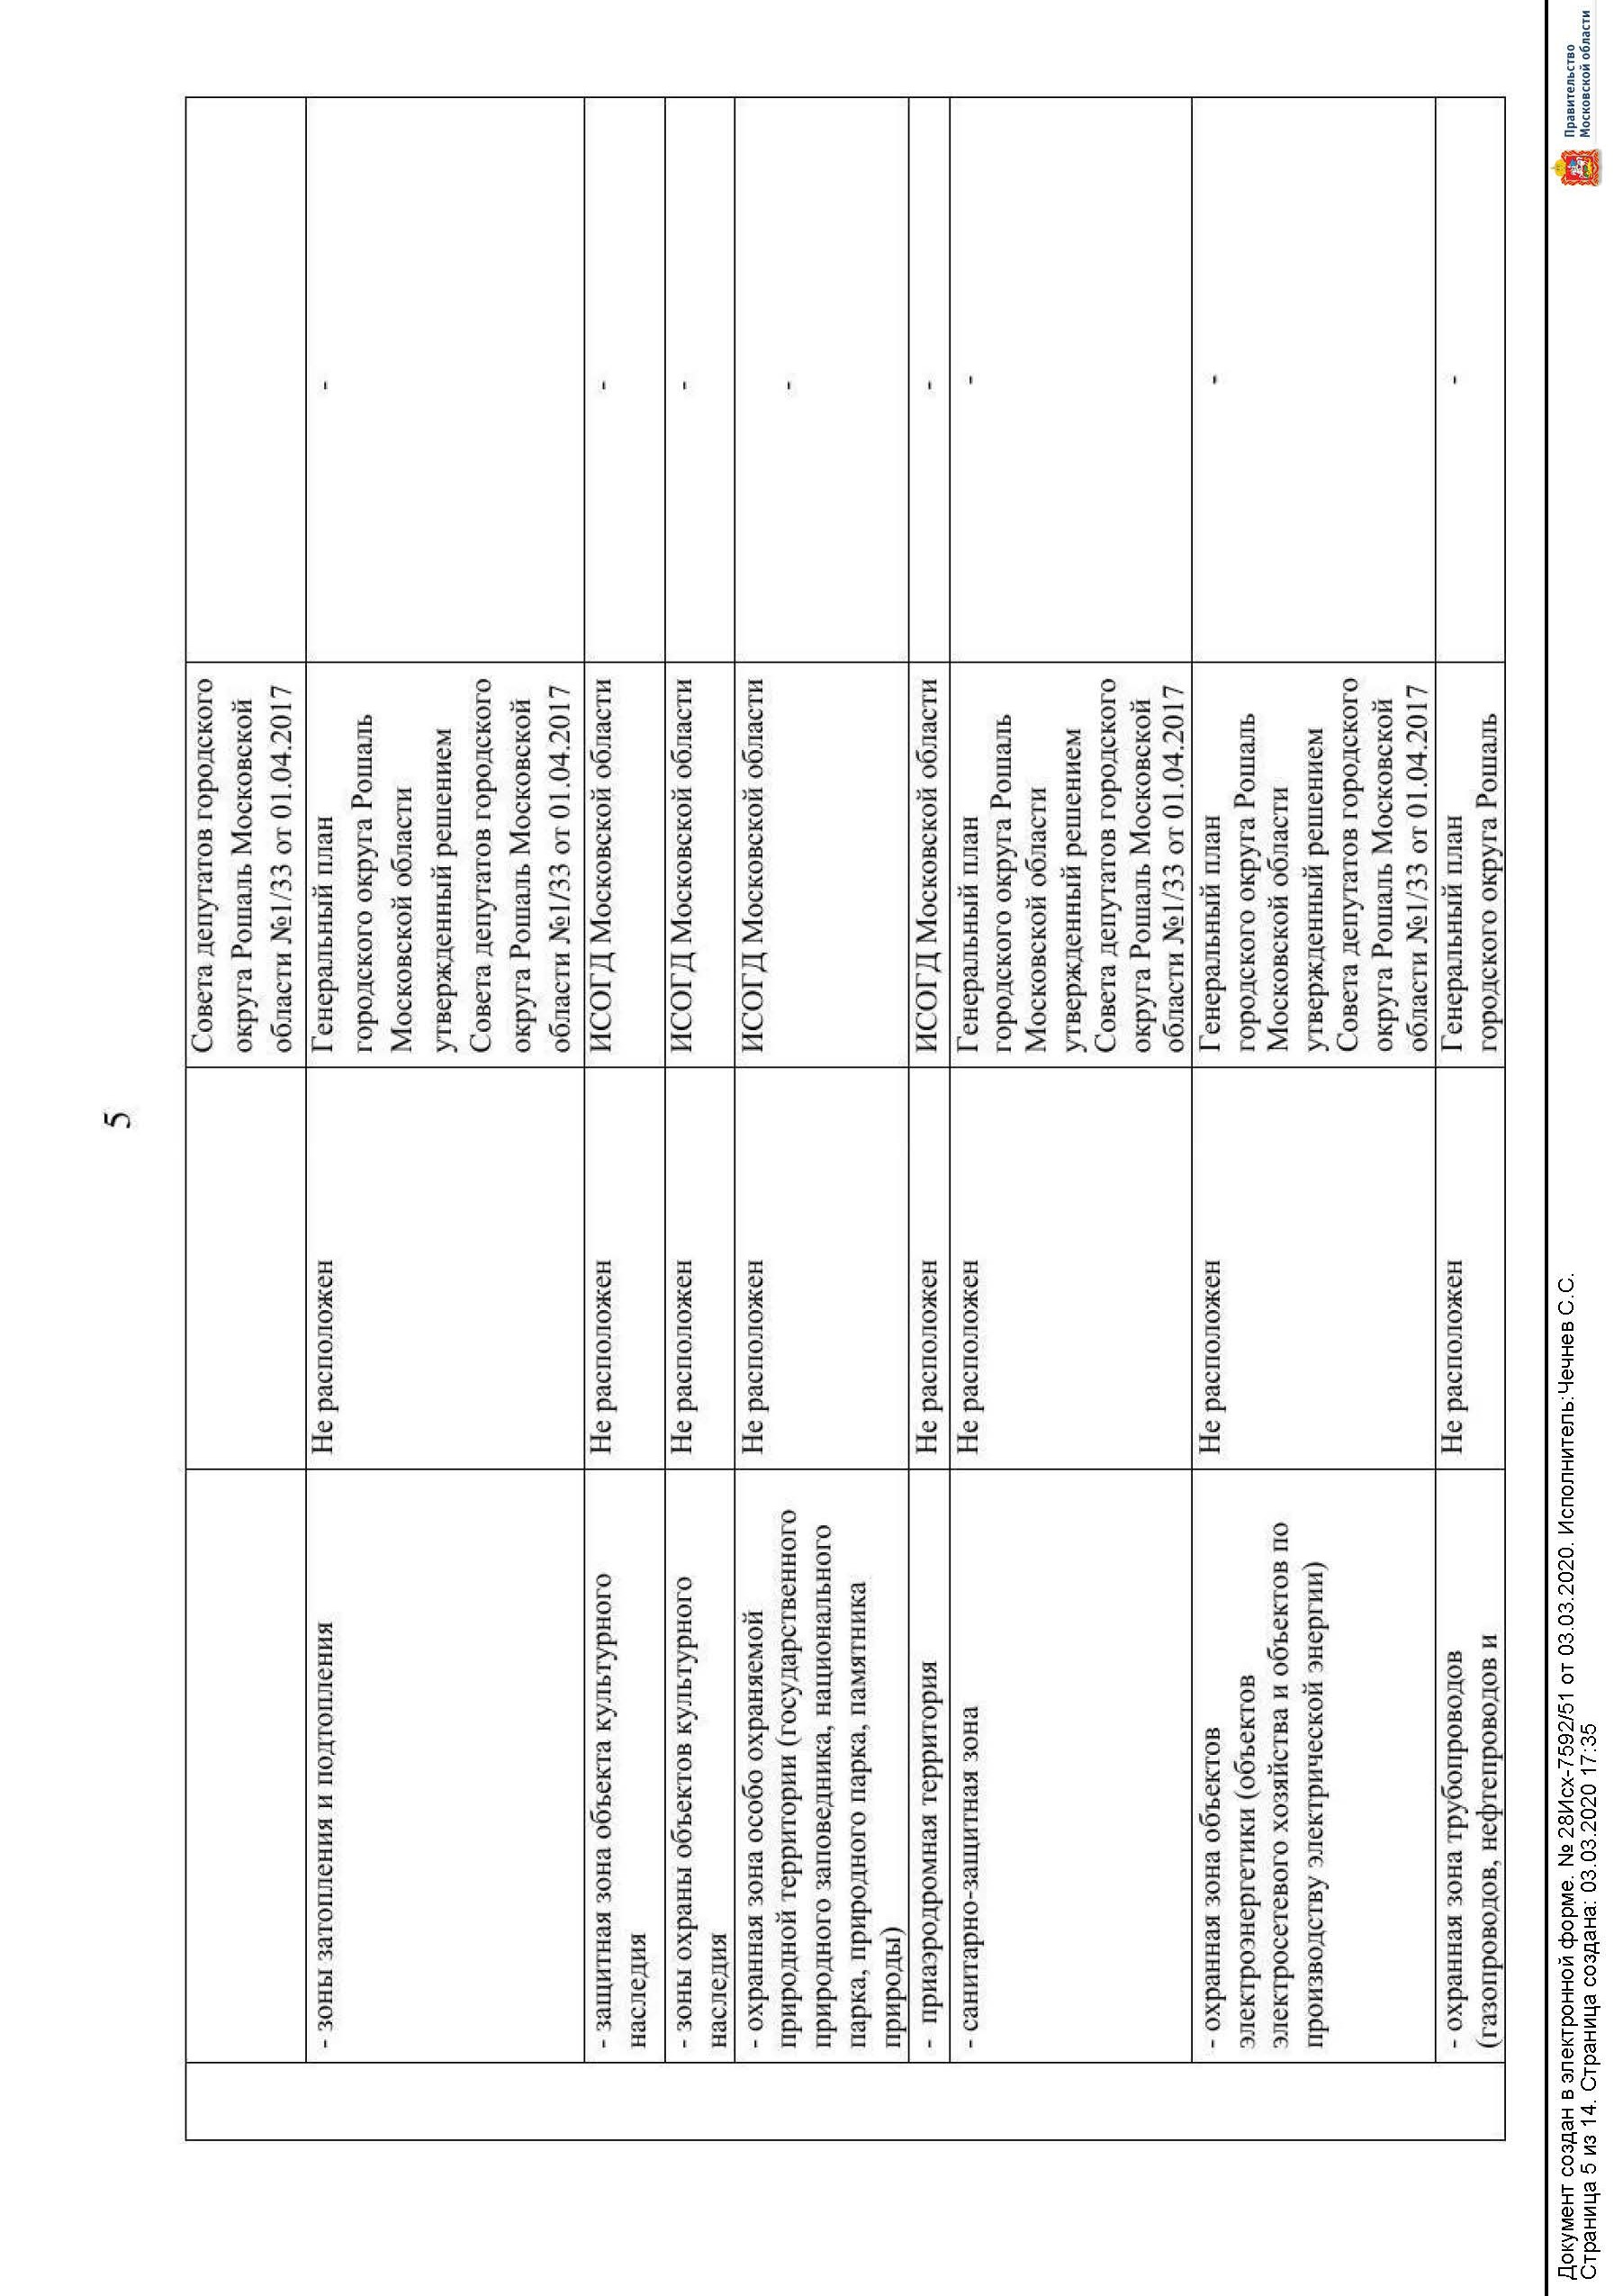 5
Совета депутатов городского
округа Рошаль Московской
области №1/33 от 01.04.2017
- зоны затопления и подтопления
Не расположен
Генеральный план
городского округа Рошаль
Московской области
утвержденный решением
Совета депутатов городского
округа Рошаль Московской
области №1/33 от 01.04.2017
-
- защитная зона объекта культурного
наследия
Не расположен
ИСОГД Московской области
-
- зоны охраны объектов культурного
наследия
Не расположен
ИСОГД Московской области
-
- охранная зона особо охраняемой
природной территории (государственного
природного заповедника, национального
парка, природного парка, памятника
природы)
Не расположен
ИСОГД Московской области
-
- приаэродромная территория
Не расположен
ИСОГД Московской области
-
- санитарно-защитная зона
Не расположен
Генеральный план
городского округа Рошаль
Московской области
утвержденный решением
Совета депутатов городского
округа Рошаль Московской
области №1/33 от 01.04.2017
-
- охранная зона объектов
электроэнергетики (объектов
электросетевого хозяйства и объектов по
производству электрической энергии)
Не расположен
Генеральный план
городского округа Рошаль
Московской области
утвержденный решением
Совета депутатов городского
округа Рошаль Московской
области №1/33 от 01.04.2017
-
- охранная зона трубопроводов
(газопроводов, нефтепроводов и
Не расположен
Генеральный план
городского округа Рошаль
-
Документ создан в электронной форме. № 28Исх-7592/51 от 03.03.2020. Исполнитель:Чечнев С.С.
Страница 5 из 14. Страница создана: 03.03.2020 17:35
Правительство
Московской области